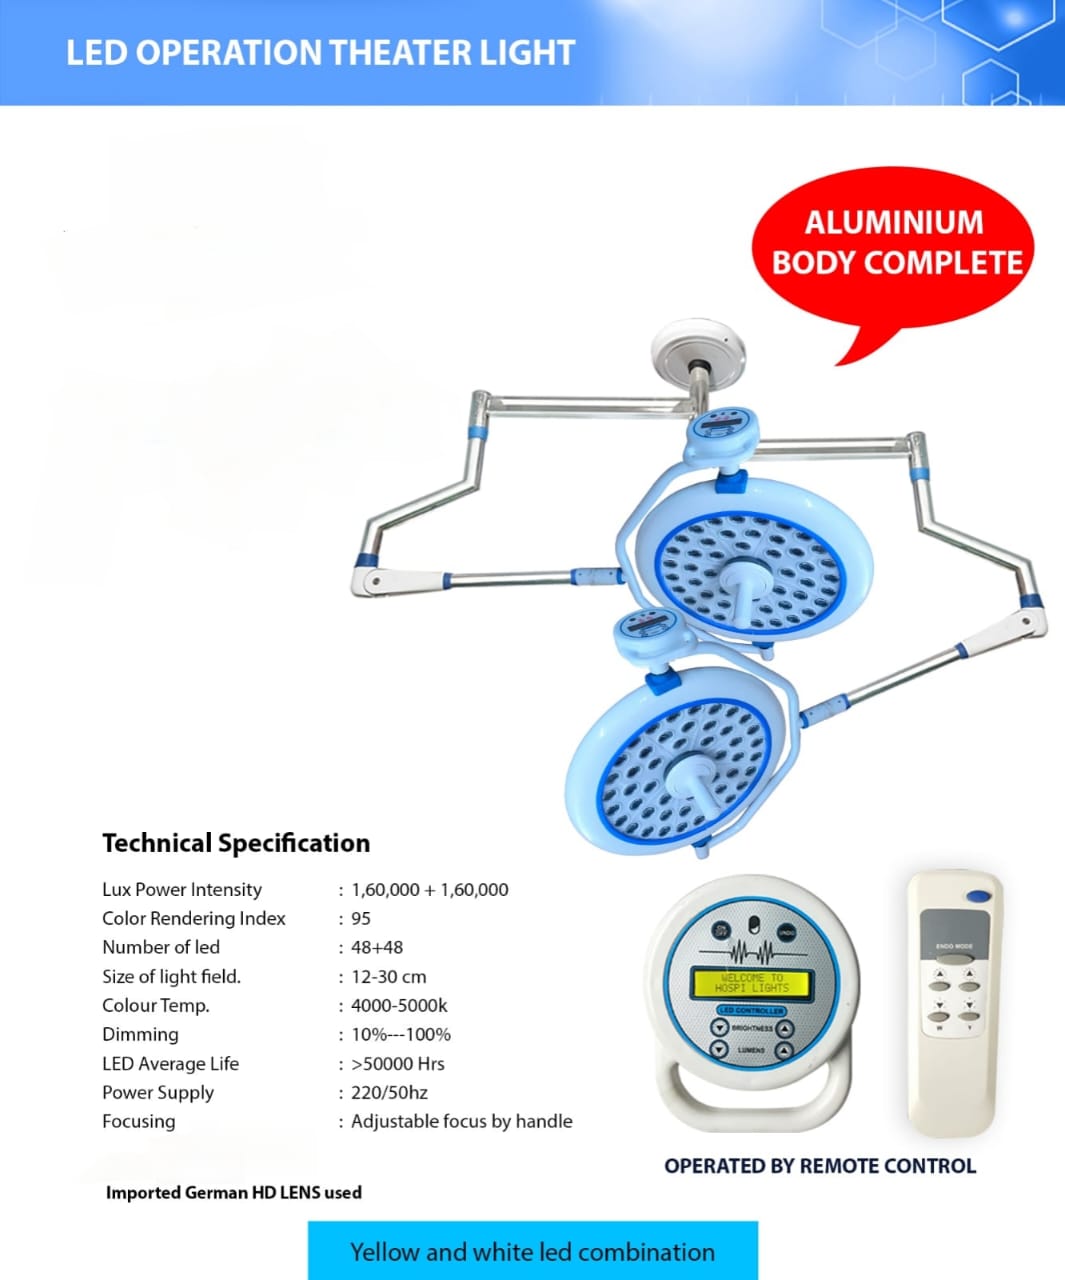 LED OPERATION THEATER LIGHT
ALUMINIUM
BODY COMPLETE
Technical Specification
Lux Power Intensity : 1,60,000 + 1,60,000
Color Rendering Index : 95
Number of led : 48+48
Size of light field. : 12-30 cm
Colour Temp. : 4000-5000k
Dimming : 10%---100%
LED Average Life : >50000 Hrs
Power Supply : 220/50hz
Focusing : Adjustable focus by handle
Imported German HD LENS used
ON
OFF
ENDO
WELCOME TO
HOSPI LIGHTS
LED CONTROLLER
BRIGHTNESS
LUMENS
ENDO MODE
W Y
OPERATED BY REMOTE CONTROL
Yellow and white led combination